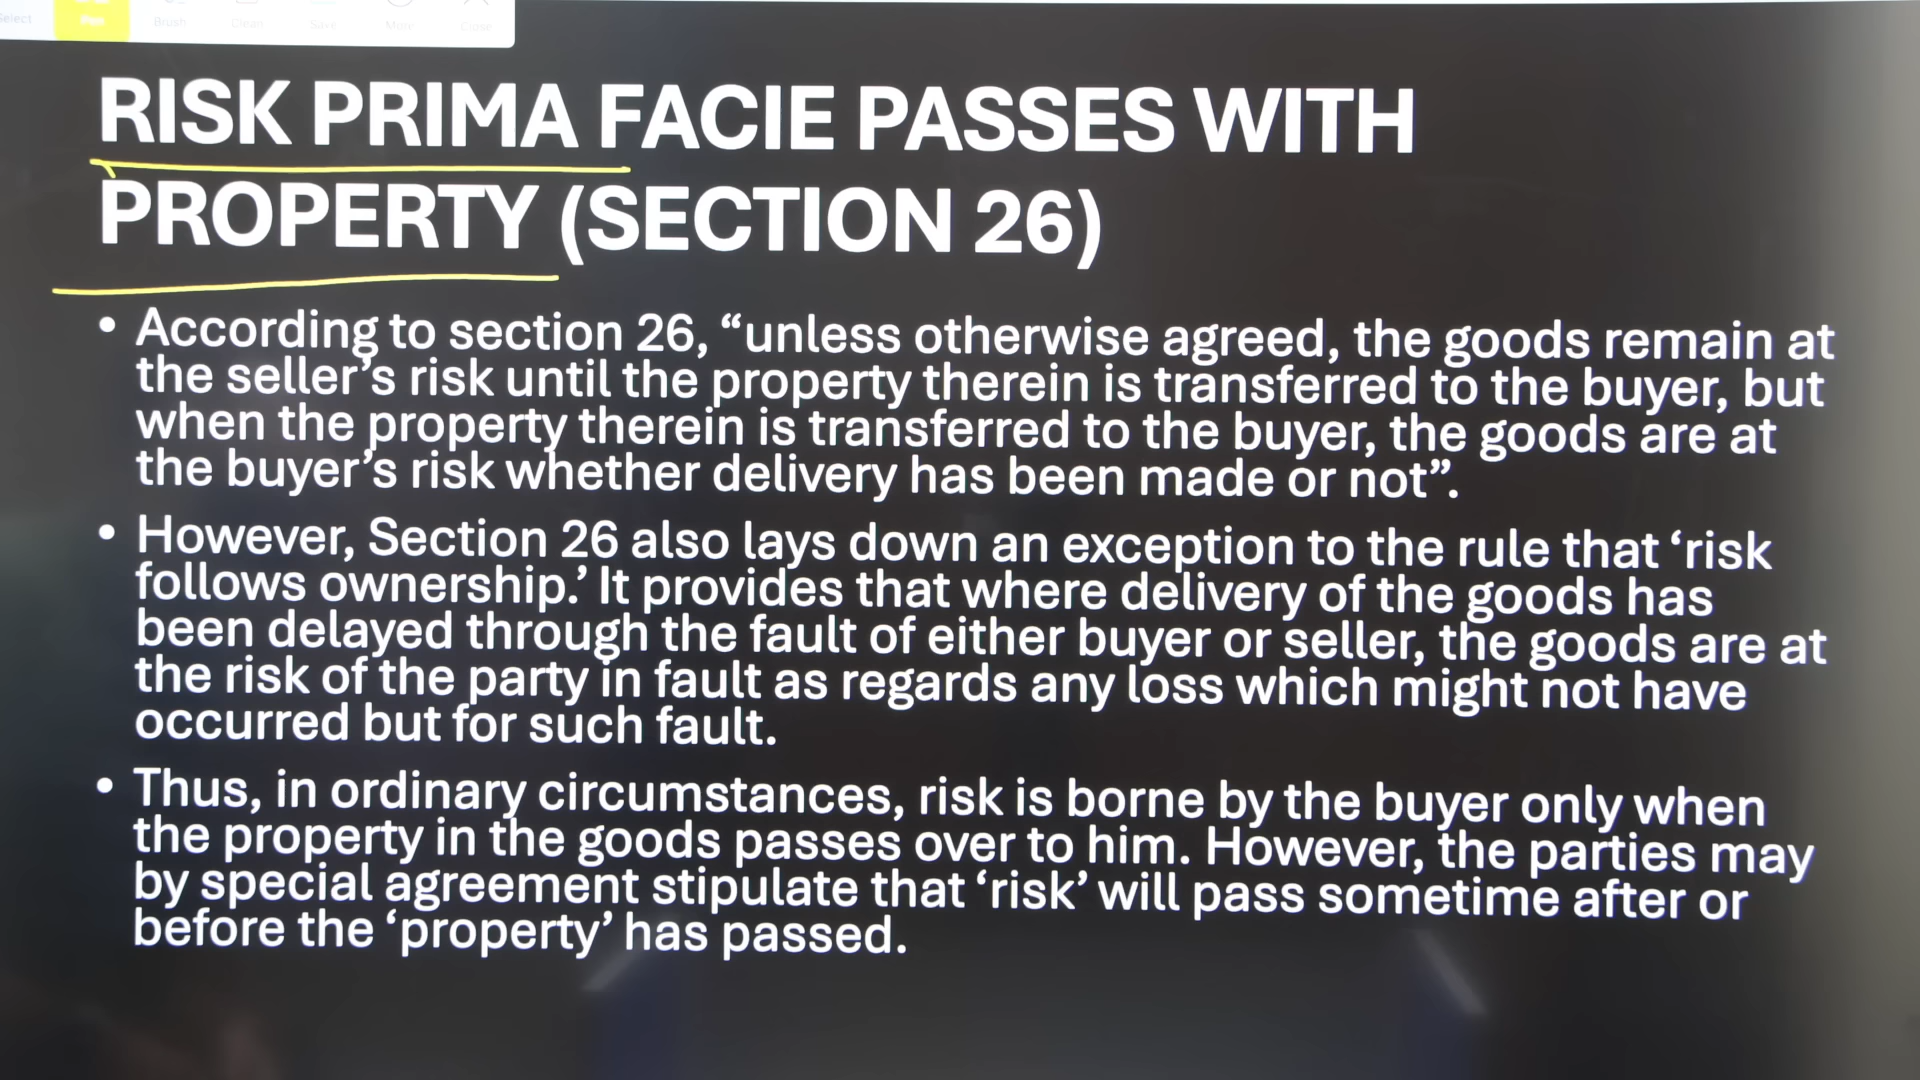 Select
Pen
Brush
Clean
Save
More
Close
RISK PRIMA FACIE PASSES WITH
PROPERTY (SECTION 26)
• According to section 26, “unless otherwise agreed, the goods remain at
the seller’s risk until the property therein is transferred to the buyer, but
when the property therein is transferred to the buyer, the goods are at
the buyer’s risk whether delivery has been made or not”.
• However, Section 26 also lays down an exception to the rule that ‘risk
follows ownership.’ It provides that where delivery of the goods has
been delayed through the fault of either buyer or seller, the goods are at
the risk of the party in fault as regards any loss which might not have
occurred but for such fault.
• Thus, in ordinary circumstances, risk is borne by the buyer only when
the property in the goods passes over to him. However, the parties may
by special agreement stipulate that ‘risk’ will pass sometime after or
before the ‘property’ has passed.